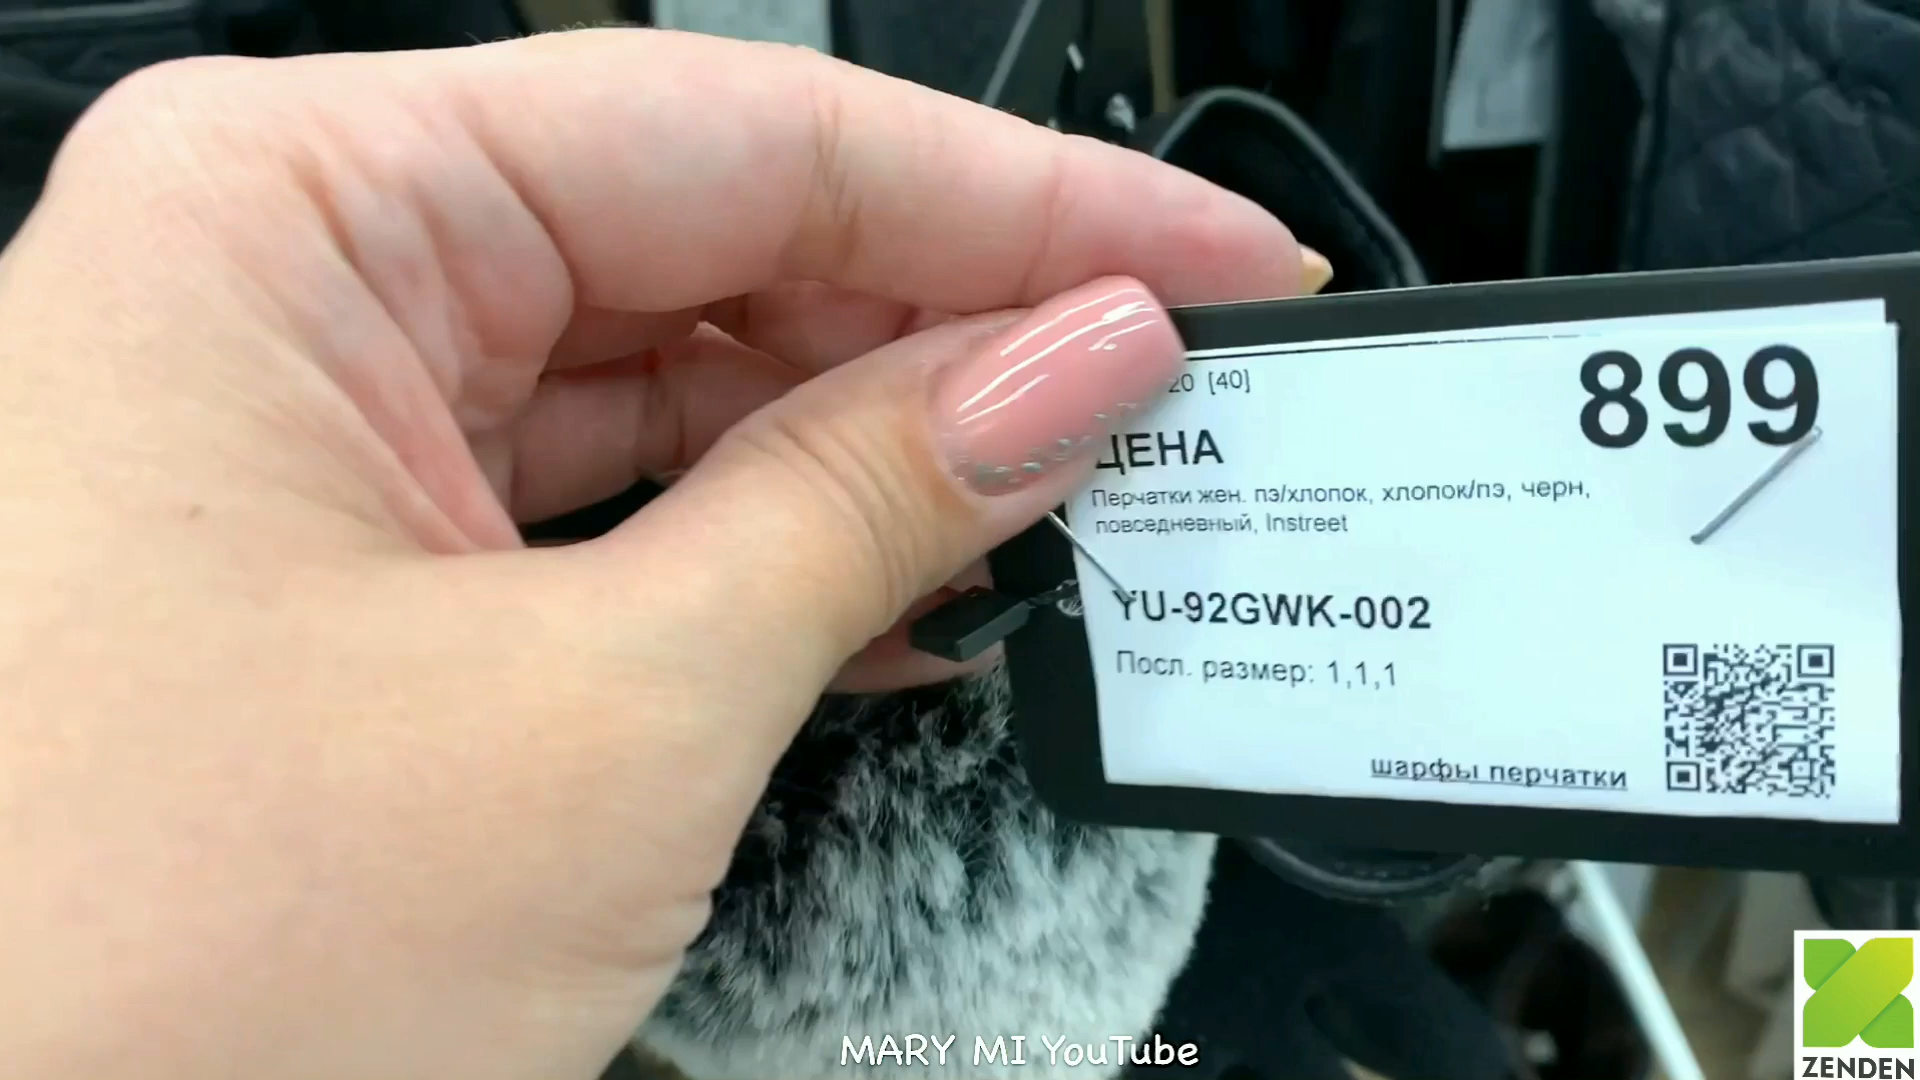 20 [40]
899
ЦЕНА
Перчатки жен. пэ/хлопок, хлопок/пэ, черн,
повседневный, Instreet
YU-92GWK-002
Посл. размер: 1,1,1
шарфы перчатки
MARY MI YouTube
ZENDEN